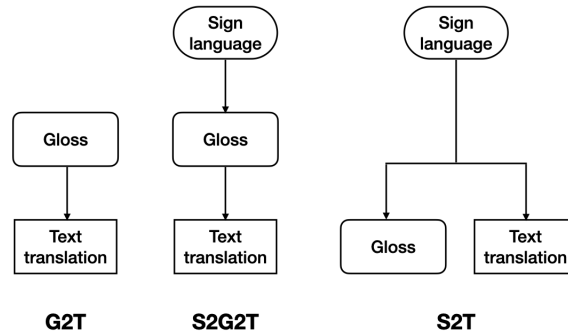 Sign
language
Gloss
Text
translation
Sign
language
Gloss
Text
translation
Gloss
Text
translation
G2T
S2G2T
S2T